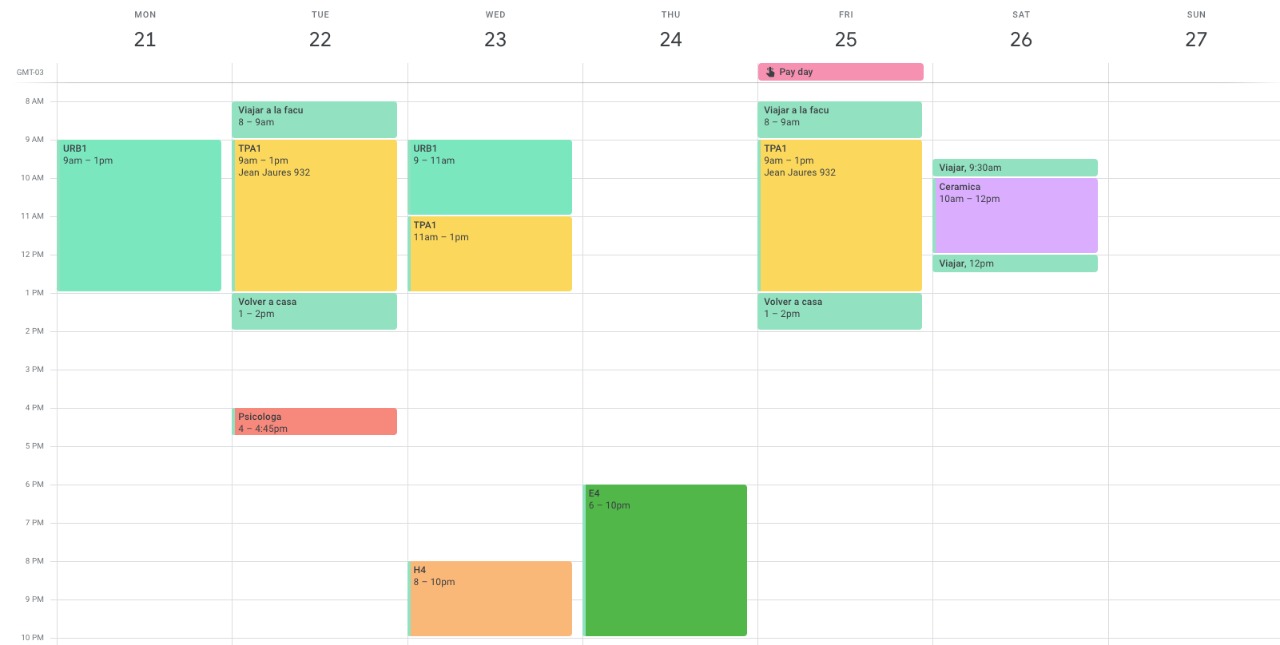 MON
21
TUE
22
WED
23
THU
24
FRI
25
SAT
26
SUN
27
GMT-03
Pay day
8 AM
9 AM
10 AM
11 AM
12 PM
1 PM
2 PM
3 PM
4 PM
5 PM
6 PM
7 PM
8 PM
9 PM
10 PM
URB1
9am – 1pm
Viajar a la facu
8 – 9am
TPA1
9am – 1pm
Jean Jaures 932
Volver a casa
1 – 2pm
Psicologa
4 – 4:45pm
URB1
9 – 11am
TPA1
11am – 1pm
H4
8 – 10pm
E4
6 – 10pm
Viajar a la facu
8 – 9am
TPA1
9am – 1pm
Jean Jaures 932
Volver a casa
1 – 2pm
Viajar, 9:30am
Ceramica
10am – 12pm
Viajar, 12pm